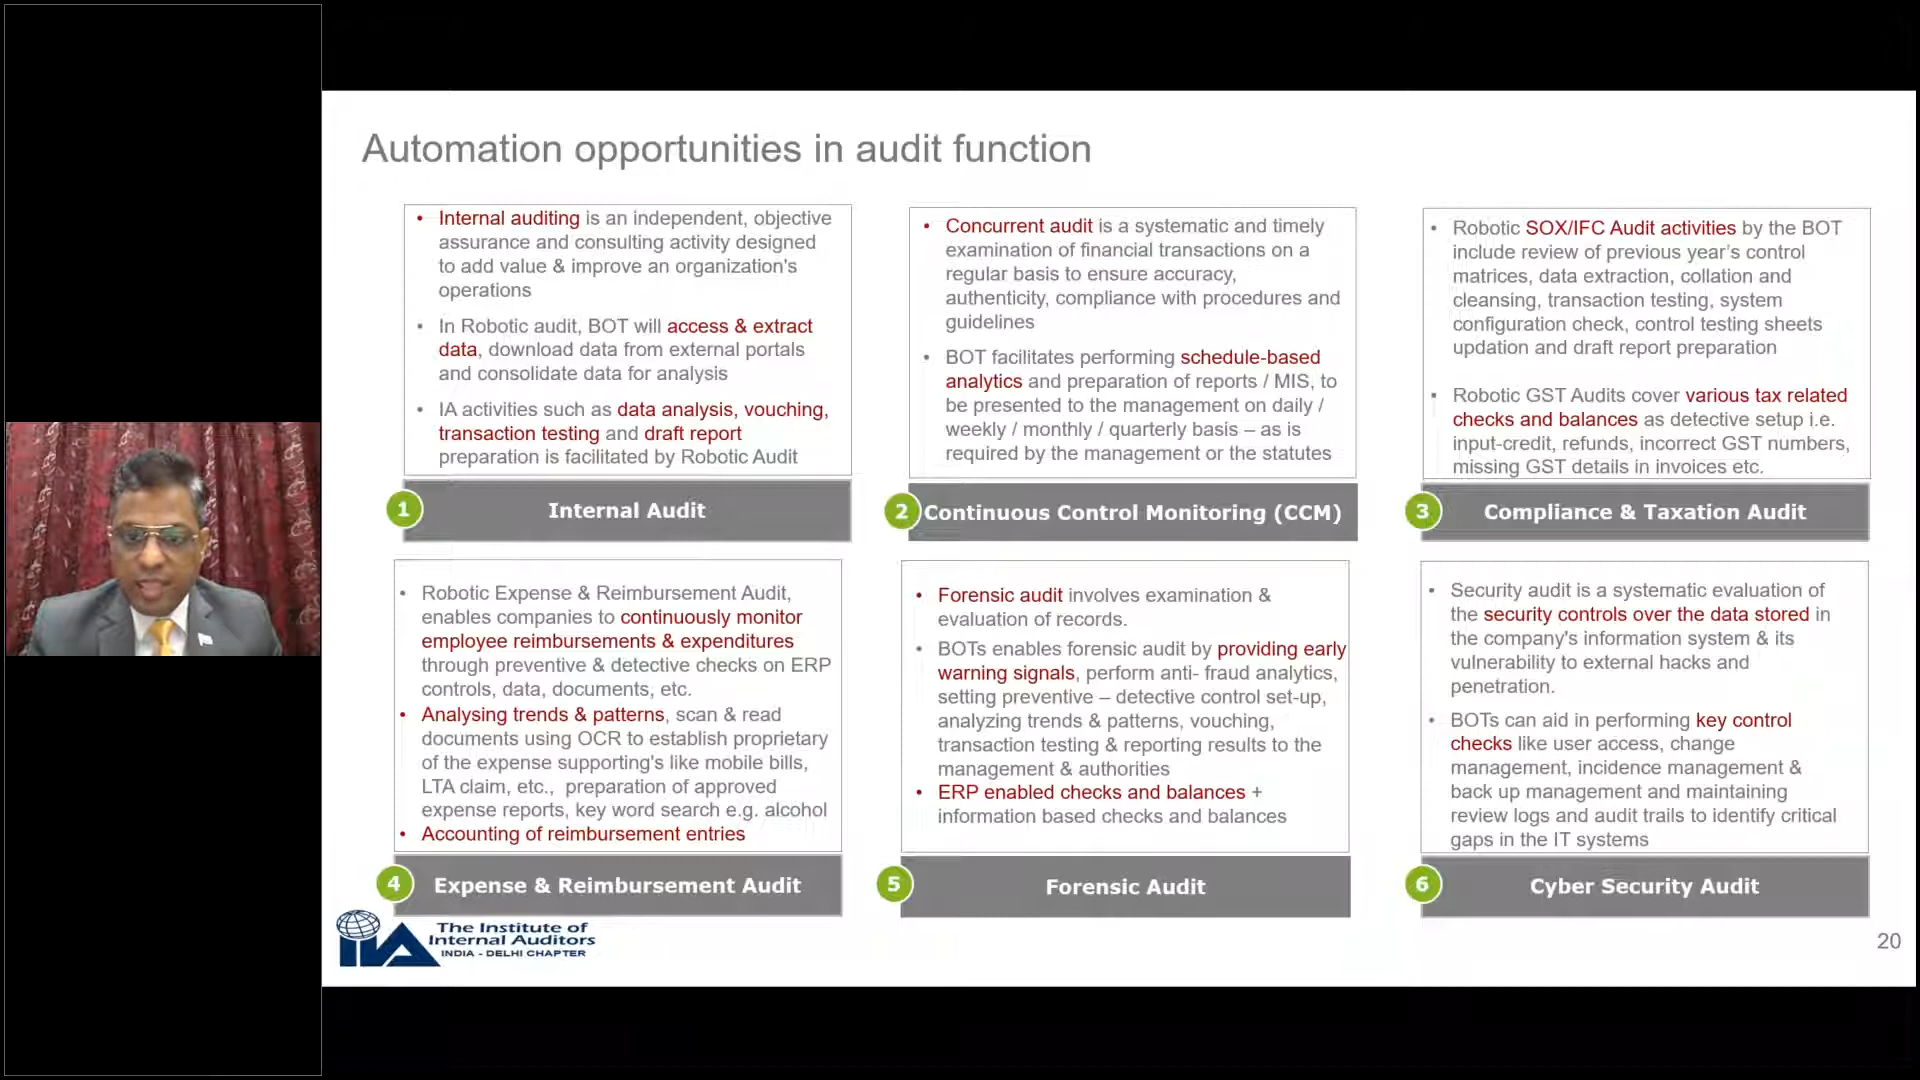 Automation opportunities in audit function
• Internal auditing is an independent, objective
assurance and consulting activity designed
to add value & improve an organization's
operations
• In Robotic audit, BOT will access & extract
data, download data from external portals
and consolidate data for analysis
• IA activities such as data analysis, vouching,
transaction testing and draft report
preparation is facilitated by Robotic Audit
1 Internal Audit
• Concurrent audit is a systematic and timely
examination of financial transactions on a
regular basis to ensure accuracy,
authenticity, compliance with procedures and
guidelines
• BOT facilitates performing schedule-based
analytics and preparation of reports / MIS, to
be presented to the management on daily /
weekly / monthly / quarterly basis – as is
required by the management or the statutes
2 Continuous Control Monitoring (CCM)
• Robotic SOX/IFC Audit activities by the BOT
include review of previous year’s control
matrices, data extraction, collation and
cleansing, transaction testing, system
configuration check, control testing sheets
updation and draft report preparation
• Robotic GST Audits cover various tax related
checks and balances as detective setup i.e.
input-credit, refunds, incorrect GST numbers,
missing GST details in invoices etc.
3 Compliance & Taxation Audit
• Robotic Expense & Reimbursement Audit,
enables companies to continuously monitor
employee reimbursements & expenditures
through preventive & detective checks on ERP
controls, data, documents, etc.
• Analysing trends & patterns, scan & read
documents using OCR to establish proprietary
of the expense supporting's like mobile bills,
LTA claim, etc., preparation of approved
expense reports, key word search e.g. alcohol
• Accounting of reimbursement entries
4 Expense & Reimbursement Audit
• Forensic audit involves examination &
evaluation of records.
• BOTs enables forensic audit by providing early
warning signals, perform anti- fraud analytics,
setting preventive – detective control set-up,
analyzing trends & patterns, vouching,
transaction testing & reporting results to the
management & authorities
• ERP enabled checks and balances +
information based checks and balances
5 Forensic Audit
• Security audit is a systematic evaluation of
the security controls over the data stored in
the company's information system & its
vulnerability to external hacks and
penetration.
• BOTs can aid in performing key control
checks like user access, change
management, incidence management &
back up management and maintaining
review logs and audit trails to identify critical
gaps in the IT systems
6 Cyber Security Audit
IIA
The Institute of
Internal Auditors
INDIA - DELHI CHAPTER
20